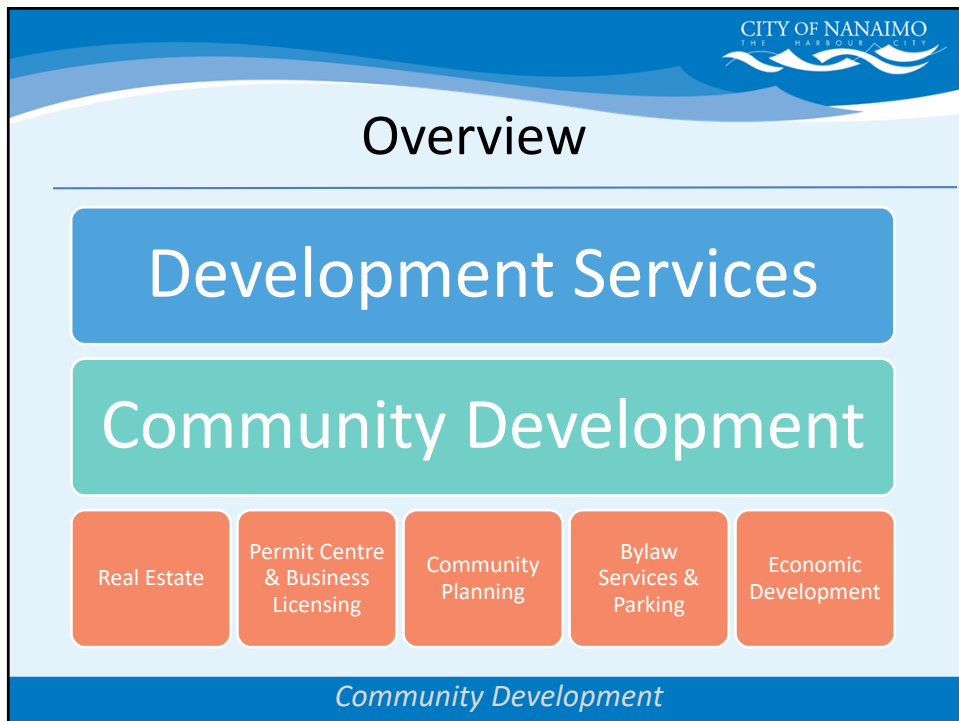 CITY OF NANAIMO
THE HARBOUR CITY
Overview
Development Services
Community Development
Real Estate
Permit Centre
& Business
Licensing
Community
Planning
Bylaw
Services &
Parking
Economic
Development
Community Development